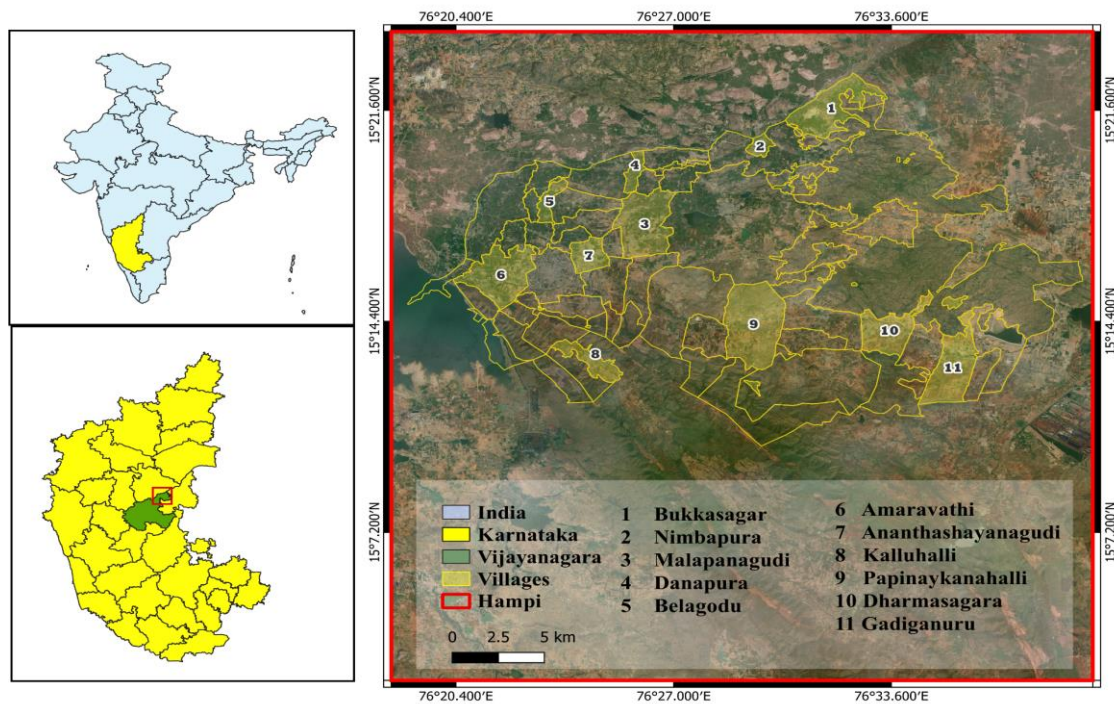 76°20.400'E 76°27.000'E 76°33.600'E
15°21.600'N 15°21.600'N
15°14.400'N 15°14.400'N
15°7.200'N 15°7.200'N
1
2
4
5
3
7
6
9
10
8
11
India
Karnataka
Vijayanagara
Villages
Hampi
0 2.5 5 km
1 Bukkasagar
2 Nimbapura
3 Malapanagudi
4 Danapura
5 Belagodu
6 Amaravathi
7 Ananthashayanagudi
8 Kalluhalli
9 Papinaykanahalli
10 Dharmasagara
11 Gadiganuru
76°20.400'E 76°27.000'E 76°33.600'E